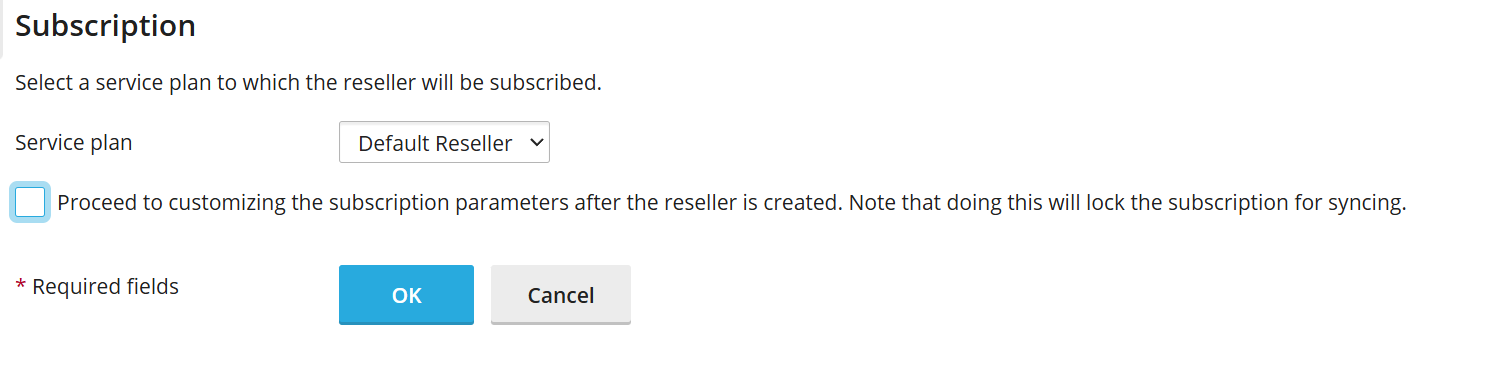 Subscription
Select a service plan to which the reseller will be subscribed.
Service plan
Default Reseller
Proceed to customizing the subscription parameters after the reseller is created. Note that doing this will lock the subscription for syncing.
* Required fields
OK
Cancel